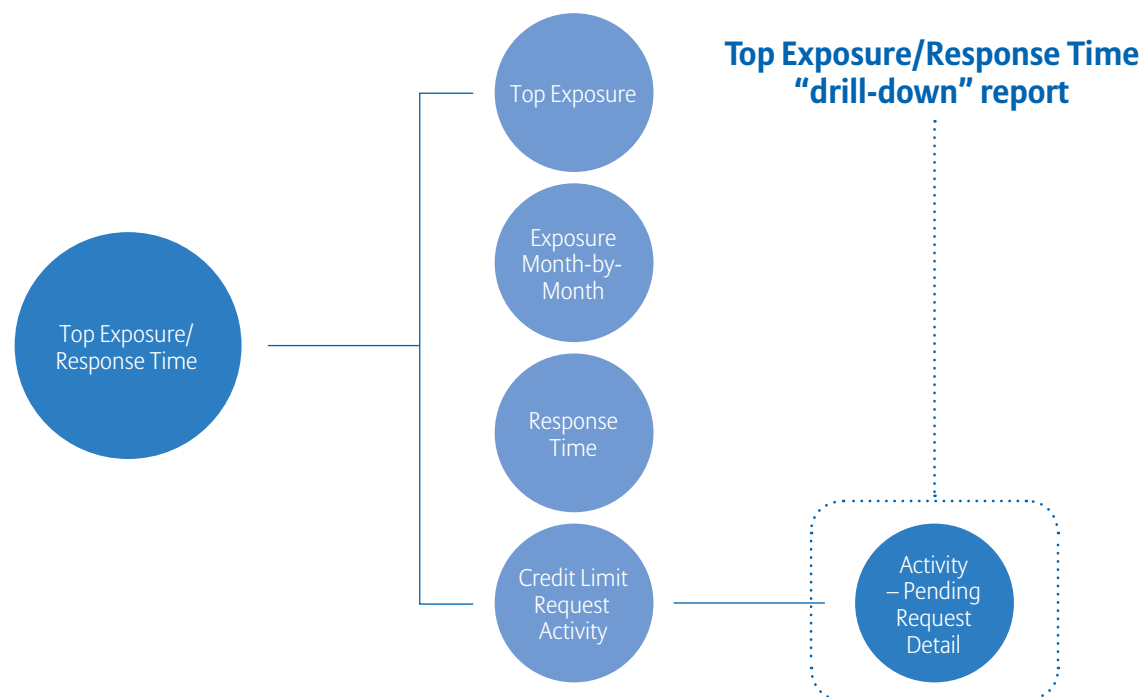 Top Exposure/Response Time
“drill-down” report
Top Exposure
Exposure
Month-by-
Month
Top Exposure/
Response Time
Response
Time
Credit Limit
Request
Activity
Activity
– Pending
Request
Detail